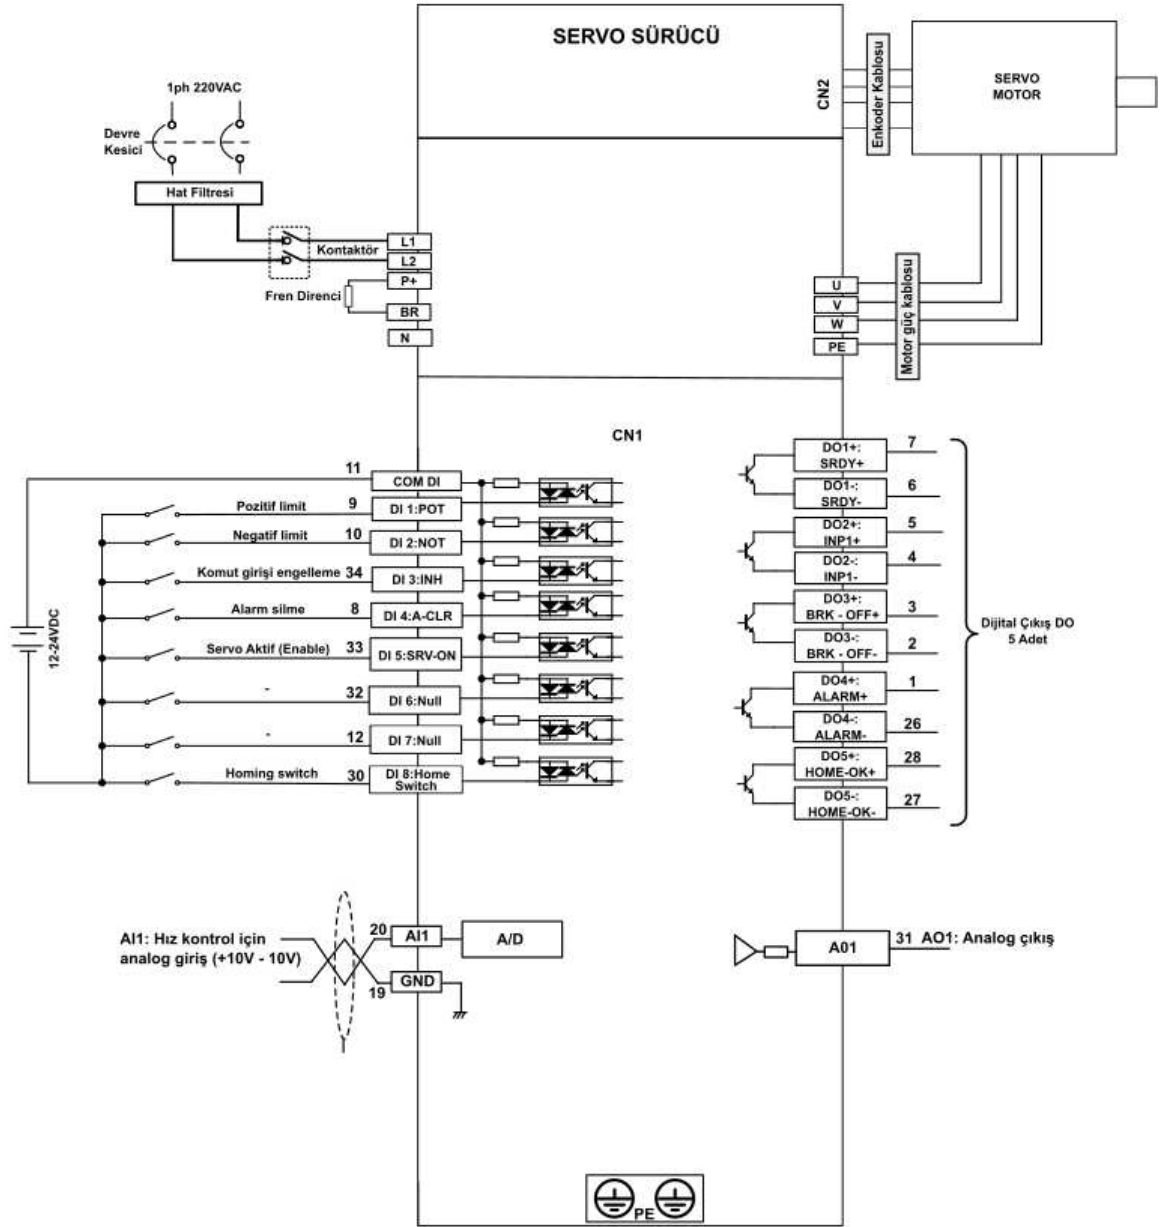 SERVO SÜRÜCÜ
CN2
Enkoder Kablosu
SERVO
MOTOR
1ph 220VAC
Devre
Kesici
Hat Filtresi
Kontaktör
L1
L2
P+
Fren Direnci
BR
N
U
V
W
PE
Motor güç kablosu
CN1
12-24VDC
11
COM DI
Pozitif limit
9
DI 1:POT
Negatif limit
10
DI 2:NOT
Komut girişi engelleme
34
DI 3:INH
Alarm silme
8
DI 4:A-CLR
Servo Aktif (Enable)
33
DI 5:SRV-ON
-
32
DI 6:Null
-
12
DI 7:Null
Homing switch
30
DI 8:Home
Switch
DO1+:
SRDY+
7
DO1-:
SRDY-
6
DO2+:
INP1+
5
DO2-:
INP1-
4
DO3+:
BRK - OFF+
3
DO3-:
BRK - OFF-
2
DO4+:
ALARM+
1
DO4-:
ALARM-
26
DO5+:
HOME-OK+
28
DO5-:
HOME-OK-
27
Dijital Çıkış DO
5 Adet
AI1: Hız kontrol için
analog giriş (+10V - 10V)
20
AI1
A/D
19
GND
A01
31 AO1: Analog çıkış
PE